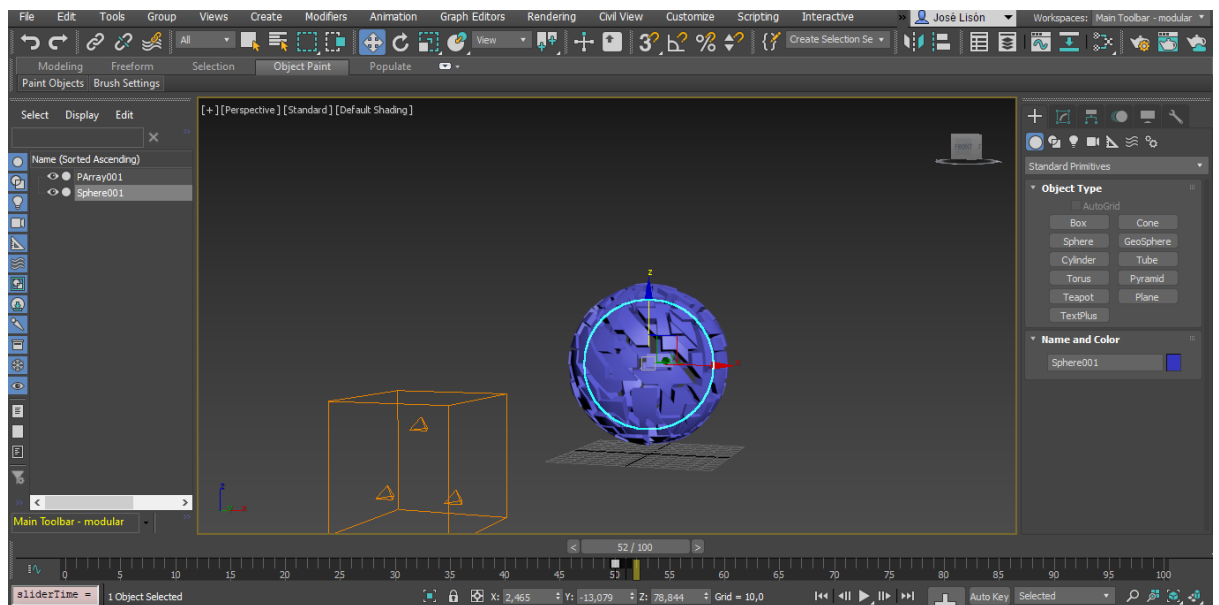 File Edit Tools Group Views Create Modifiers Animation Graph Editors Rendering Civil View Customize Scripting Interactive » José Lisón Workspaces: Main Toolbar - modular
All View Create Selection Se
Modeling Freeform Selection Object Paint Populate
Paint Objects Brush Settings
Select Display Edit
[+] [Perspective] [Standard] [Default Shading]
FRONT
Name (Sorted Ascending)
PArray001
Sphere001
Standard Primitives
Object Type
AutoGrid
Box Cone
Sphere GeoSphere
Cylinder Tube
Torus Pyramid
Teapot Plane
TextPlus
Name and Color
Sphere001
z
z
Main Toolbar - modular
< 52 / 100 >
0 5 10 15 20 25 30 35 40 45 50 55 60 65 70 75 80 85 90 95 100
sliderTime = 1 Object Selected X: 2,465 Y: -13,079 Z: 78,844 Grid = 10,0 Auto Key Selected